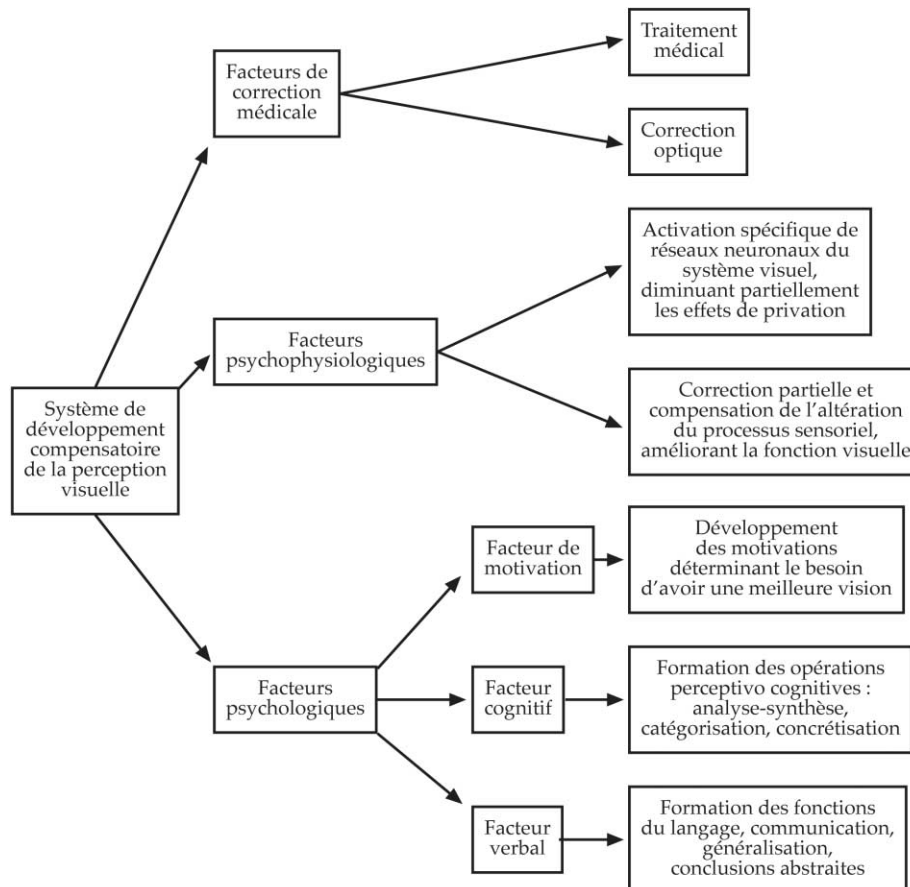 Traitement
médical
Facteurs de
correction
médicale
Correction
optique
Activation spécifique de
réseaux neuronaux du
système visuel,
diminuant partiellement
les effets de privation
Facteurs
psychophysiologiques
Correction partielle et
compensation de l’altération
du processus sensoriel,
améliorant la fonction visuelle
Système de
développement
compensatoire
de la perception
visuelle
Facteur de
motivation
Développement
des motivations
déterminant le besoin
d’avoir une meilleure vision
Facteurs
psychologiques
Facteur
cognitif
Formation des opérations
perceptivo cognitives :
analyse-synthèse,
catégorisation, concrétisation
Facteur
verbal
Formation des fonctions
du langage, communication,
généralisation,
conclusions abstraites